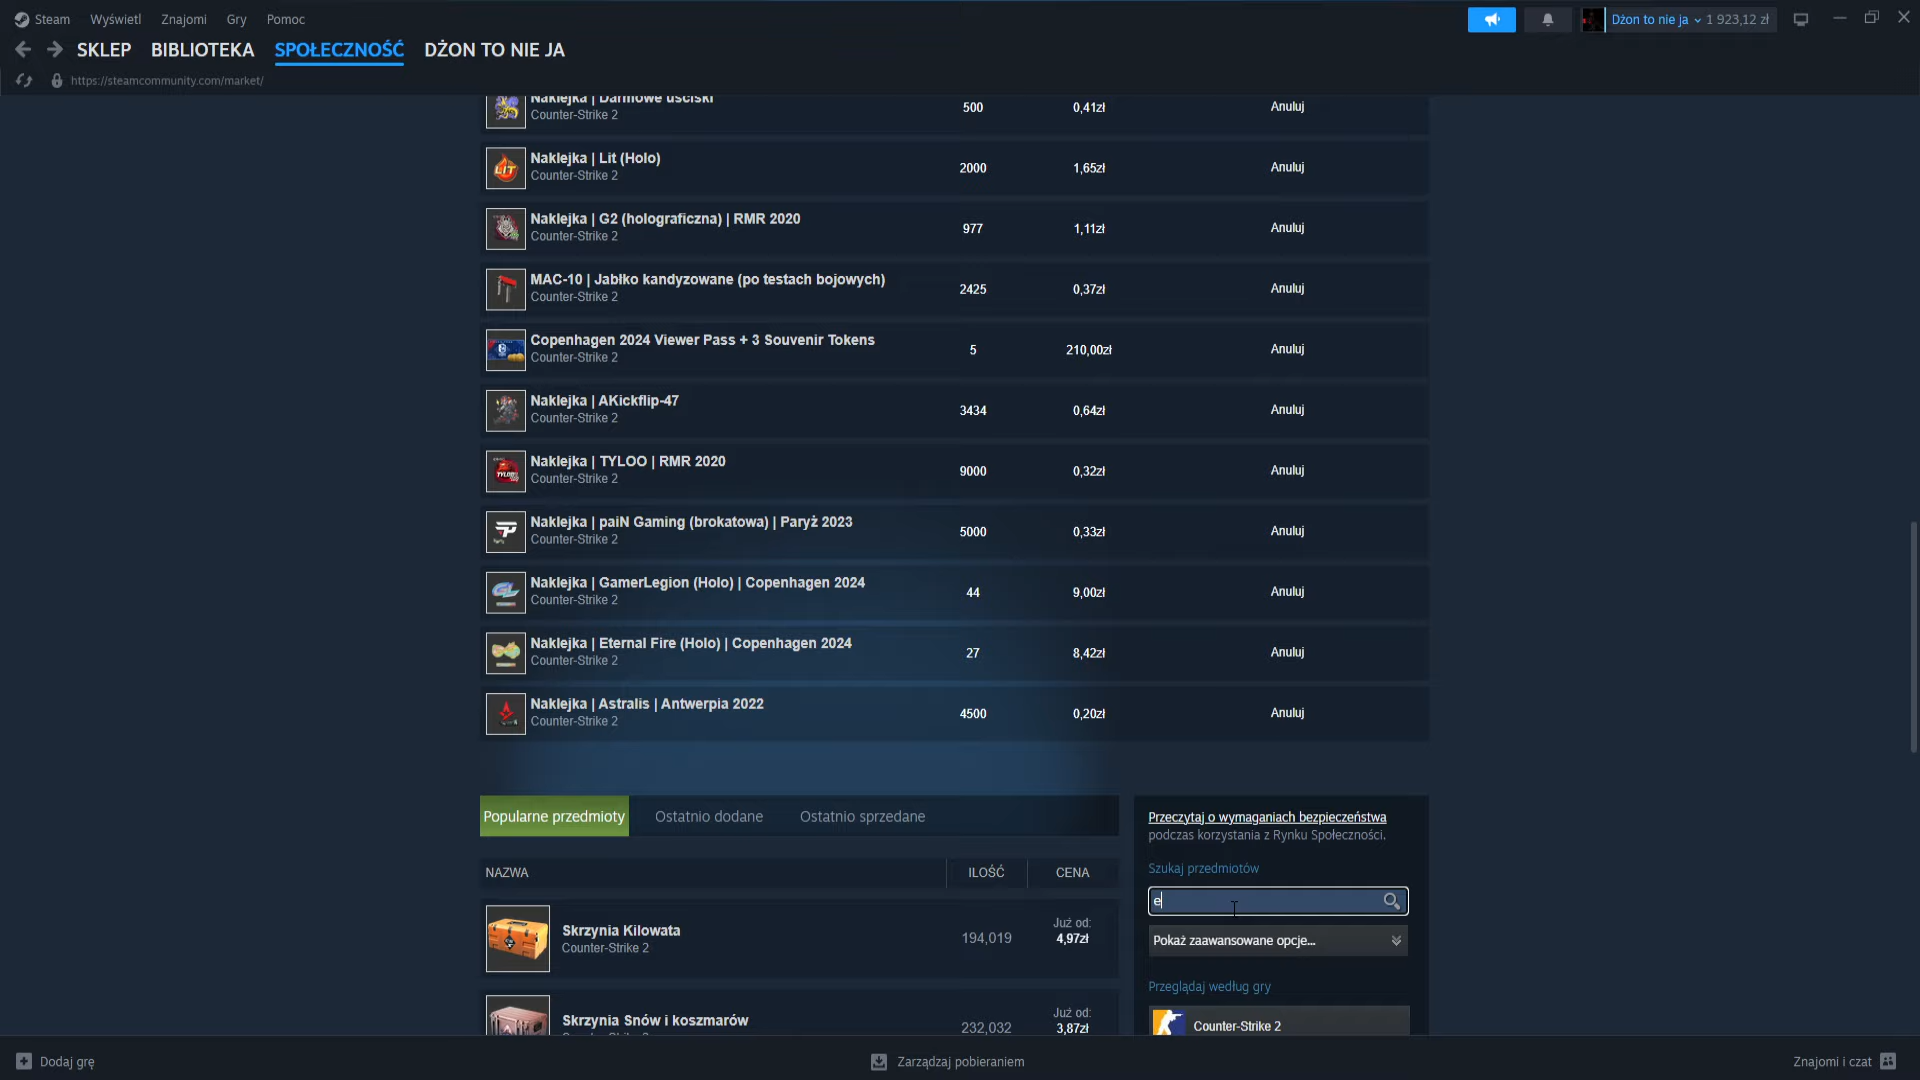 Steam Wyświetl Znajomi Gry Pomoc
Dżon to nie ja 1 923,12 zł
SKLEP BIBLIOTEKA SPOŁECZNOŚĆ DŻON TO NIE JA
https://steamcommunity.com/market/
Naklejka | Darmowe uściski
Counter-Strike 2
500 0,41zł Anuluj
Naklejka | Lit (Holo)
Counter-Strike 2
2000 1,65zł Anuluj
Naklejka | G2 (holograficzna) | RMR 2020
Counter-Strike 2
977 1,11zł Anuluj
MAC-10 | Jabłko kandyzowane (po testach bojowych)
Counter-Strike 2
2425 0,37zł Anuluj
Copenhagen 2024 Viewer Pass + 3 Souvenir Tokens
Counter-Strike 2
5 210,00zł Anuluj
Naklejka | AKickflip-47
Counter-Strike 2
3434 0,64zł Anuluj
Naklejka | TYLOO | RMR 2020
Counter-Strike 2
9000 0,32zł Anuluj
Naklejka | paiN Gaming (brokatowa) | Paryż 2023
Counter-Strike 2
5000 0,33zł Anuluj
Naklejka | GamerLegion (Holo) | Copenhagen 2024
Counter-Strike 2
44 9,00zł Anuluj
Naklejka | Eternal Fire (Holo) | Copenhagen 2024
Counter-Strike 2
27 8,42zł Anuluj
Naklejka | Astralis | Antwerpia 2022
Counter-Strike 2
4500 0,20zł Anuluj
Popularne przedmioty Ostatnio dodane Ostatnio sprzedane
NAZWA ILOŚĆ CENA
Skrzynia Kilowata
Counter-Strike 2
194,019
Już od:
4,97zł
Skrzynia Snów i koszmarów
232,032
Już od:
3,87zł
Przeczytaj o wymaganiach bezpieczeństwa
podczas korzystania z Rynku Społeczności.
Szukaj przedmiotów
e
Pokaż zaawansowane opcje...
Przeglądaj według gry
Counter-Strike 2
Dodaj grę
Zarządzaj pobieraniem
Znajomi i czat